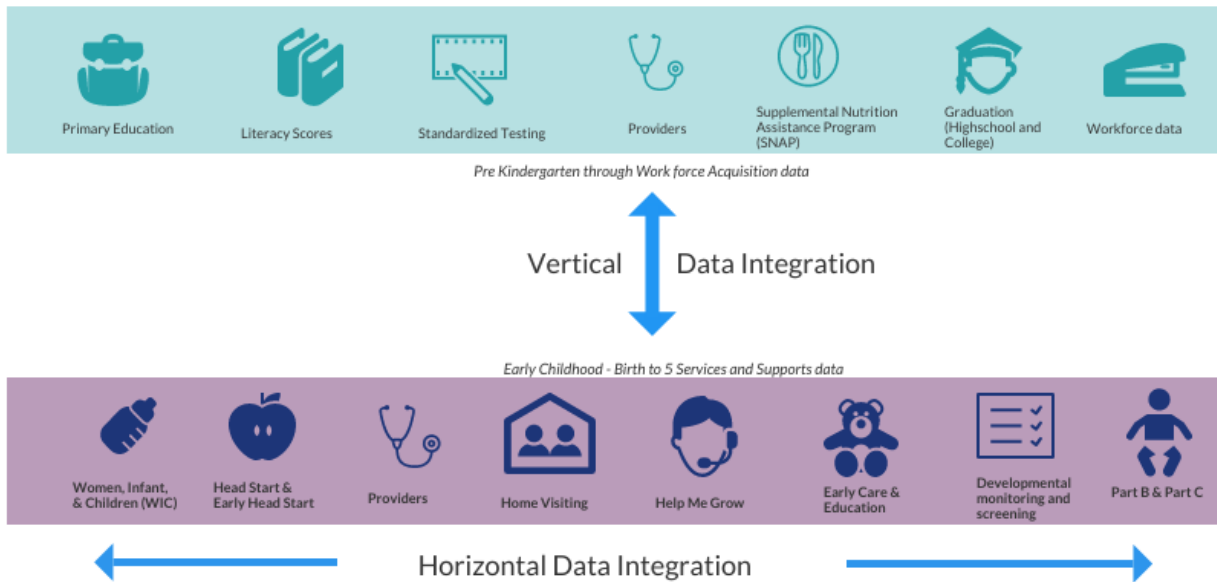 Primary Education
Literacy Scores
Standardized Testing
Providers
Supplemental Nutrition
Assistance Program
(SNAP)
Graduation
(Highschool and
College)
Workforce data
Pre Kindergarten through Work force Acquisition data
Vertical Data Integration
Early Childhood - Birth to 5 Services and Supports data
Women, Infant,
& Children (WIC)
Head Start &
Early Head Start
Providers
Home Visiting
Help Me Grow
Early Care &
Education
Developmental
monitoring and
screening
Part B & Part C
Horizontal Data Integration